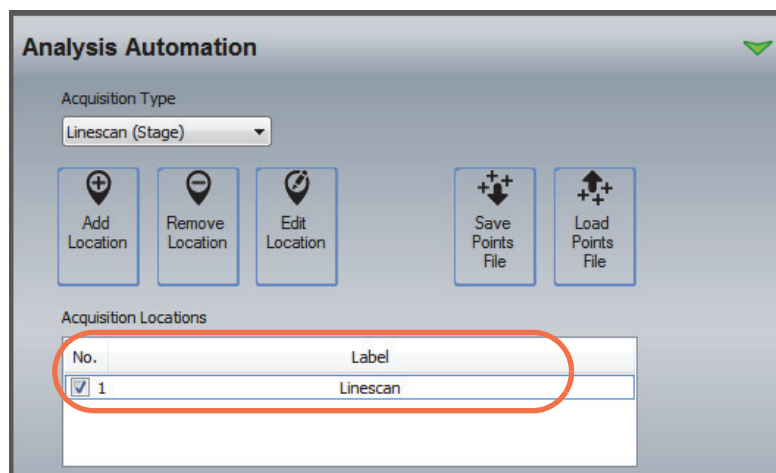 Analysis Automation
Acquisition Type
Linescan (Stage)
Add
Location
Remove
Location
Edit
Location
Save
Points
File
Load
Points
File
Acquisition Locations
No. Label
1 Linescan